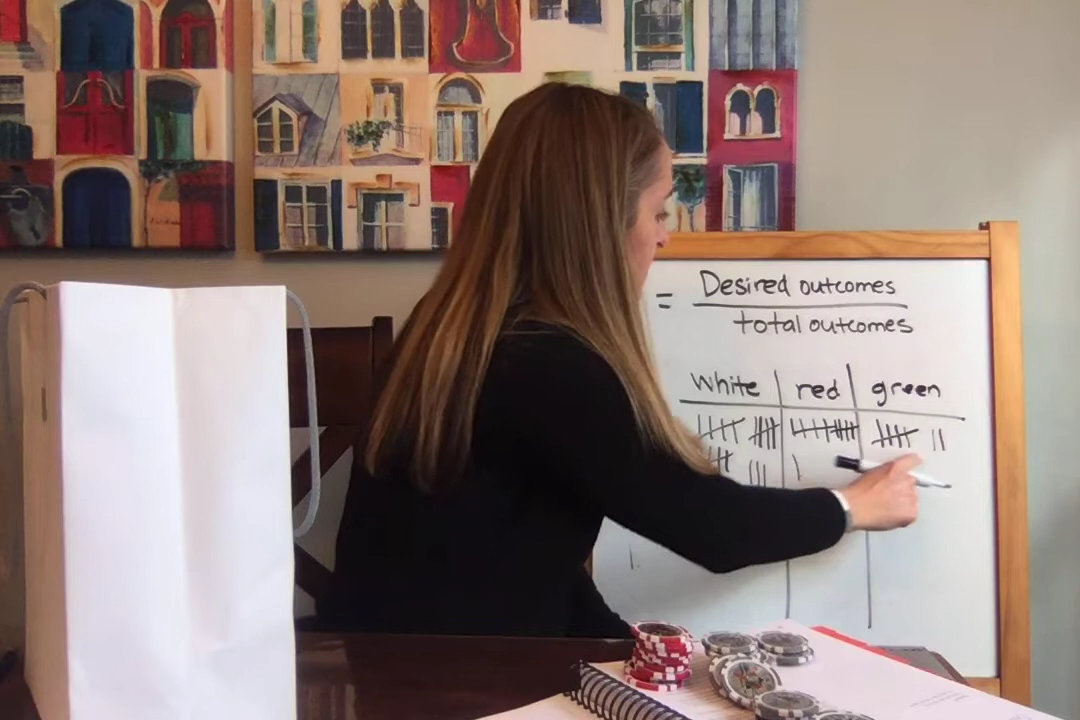 = Desired outcomes
total outcomes
white red green